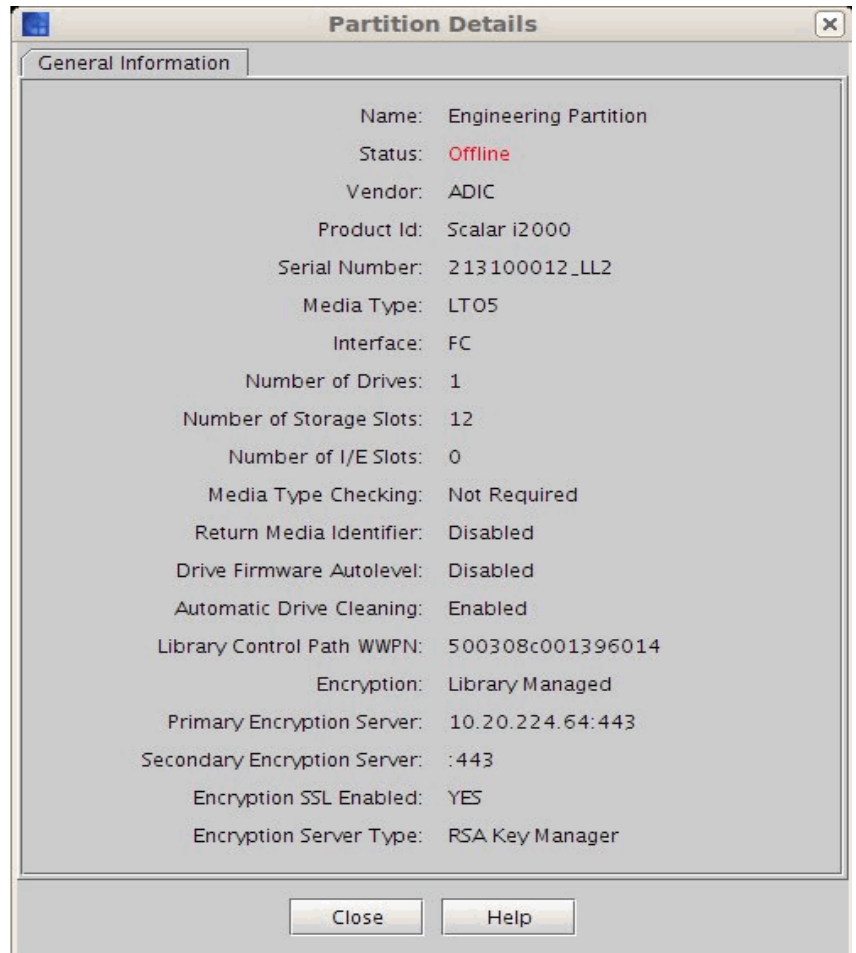 Partition Details
General Information
Name: Engineering Partition
Status: Offline
Vendor: ADIC
Product Id: Scalar i2000
Serial Number: 213100012_LL2
Media Type: LTO5
Interface: FC
Number of Drives: 1
Number of Storage Slots: 12
Number of I/E Slots: 0
Media Type Checking: Not Required
Return Media Identifier: Disabled
Drive Firmware Autolevel: Disabled
Automatic Drive Cleaning: Enabled
Library Control Path WWPN: 500308c001396014
Encryption: Library Managed
Primary Encryption Server: 10.20.224.64:443
Secondary Encryption Server: :443
Encryption SSL Enabled: YES
Encryption Server Type: RSA Key Manager
Close Help